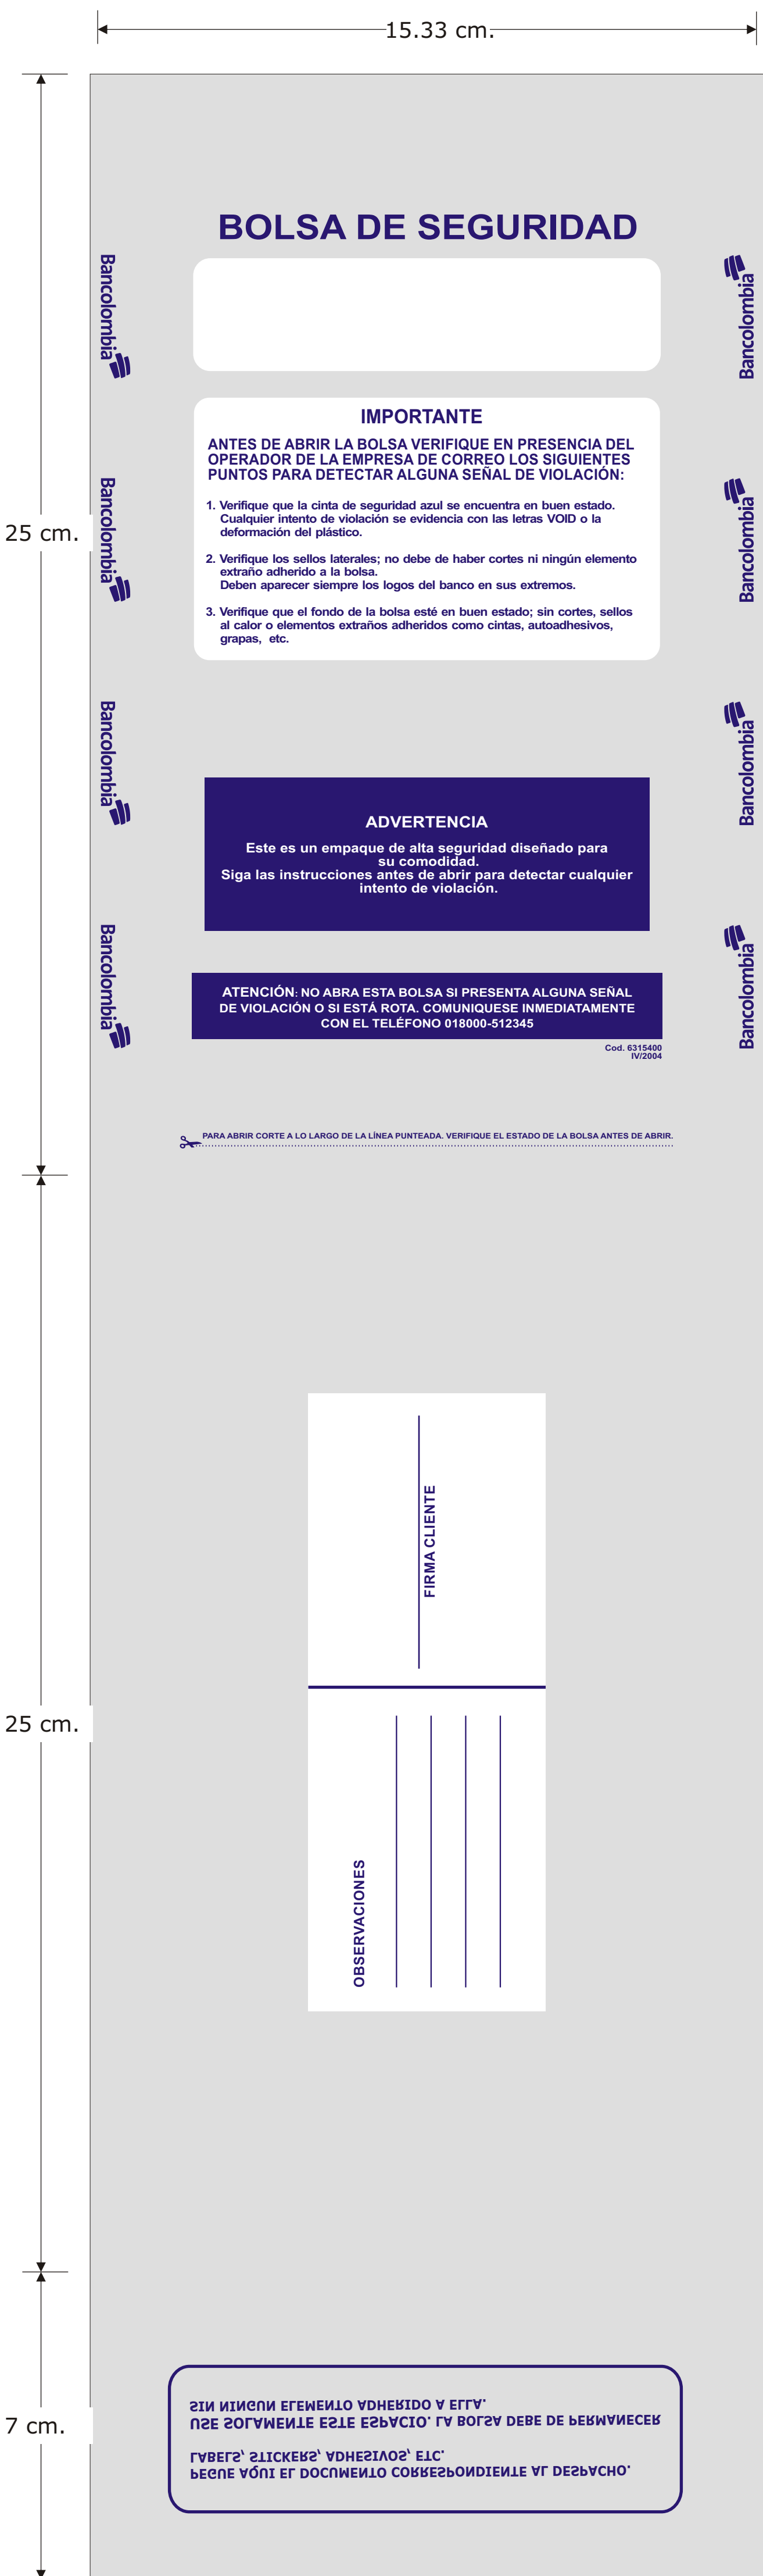 15.33 cm.
BOLSA DE SEGURIDAD
Bancolombia
Bancolombia
IMPORTANTE
ANTES DE ABRIR LA BOLSA VERIFIQUE EN PRESENCIA DEL
OPERADOR DE LA EMPRESA DE CORREO LOS SIGUIENTES
PUNTOS PARA DETECTAR ALGUNA SEÑAL DE VIOLACIÓN:
1. Verifique que la cinta de seguridad azul se encuentra en buen estado.
Cualquier intento de violación se evidencia con las letras VOID o la
deformación del plástico.
2. Verifique los sellos laterales; no debe de haber cortes ni ningún elemento
extraño adherido a la bolsa.
Deben aparecer siempre los logos del banco en sus extremos.
3. Verifique que el fondo de la bolsa esté en buen estado; sin cortes, sellos
al calor o elementos extraños adheridos como cintas, autoadhesivos,
grapas, etc.
25 cm.
Bancolombia
Bancolombia
Bancolombia
Bancolombia
ADVERTENCIA
Este es un empaque de alta seguridad diseñado para
su comodidad.
Siga las instrucciones antes de abrir para detectar cualquier
intento de violación.
Bancolombia
Bancolombia
ATENCIÓN: NO ABRA ESTA BOLSA SI PRESENTA ALGUNA SEÑAL
DE VIOLACIÓN O SI ESTÁ ROTA. COMUNIQUESE INMEDIATAMENTE
CON EL TELÉFONO 018000-512345
Cod. 6315400
IV/2004
PARA ABRIR CORTE A LO LARGO DE LA LÍNEA PUNTEADA. VERIFIQUE EL ESTADO DE LA BOLSA ANTES DE ABRIR.
FIRMA CLIENTE
25 cm.
OBSERVACIONES
7 cm.
PEGUE AQUI EL DOCUMENTO CORRESPONDIENTE AL DESPACHO.
LABELS, STICKERS, ADHESIVOS, ETC.
USE SOLAMENTE ESTE ESPACIO. LA BOLSA DEBE DE PERMANECER
SIN NINGUN ELEMENTO ADHERIDO A ELLA.